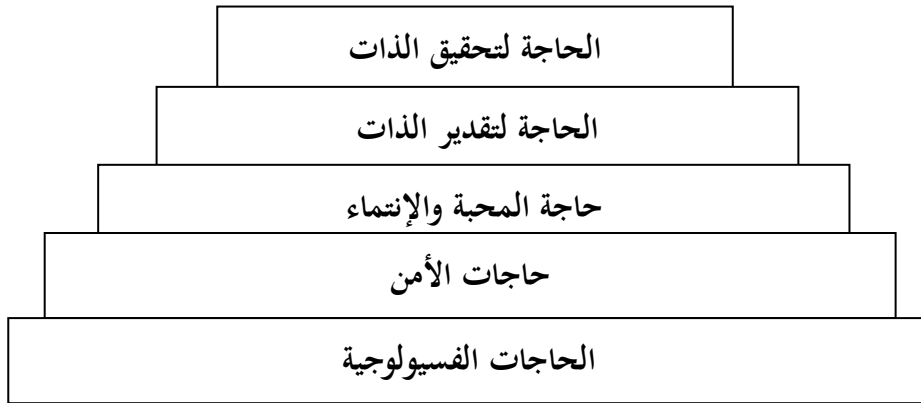 الحاجة لتحقيق الذات
الحاجة لتقدير الذات
حاجة المحبة والإنتماء
حاجات الأمن
الحاجات الفسيولوجية